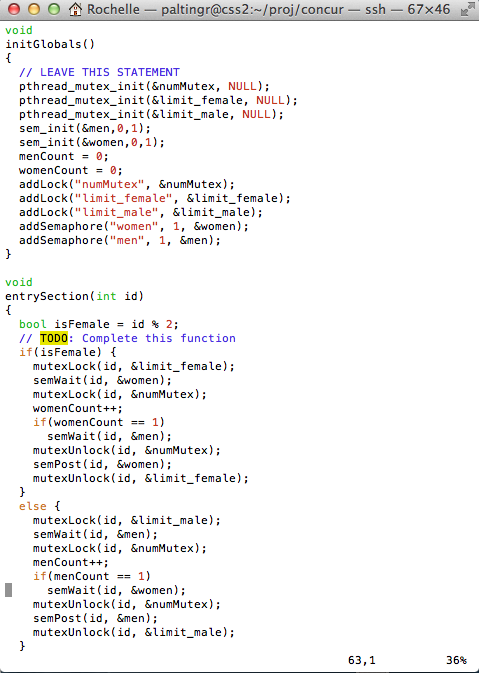 Rochelle — paltingr@css2:~/proj/concur — ssh — 67×46
void
initGlobals()
{
  // LEAVE THIS STATEMENT
  pthread_mutex_init(&numMutex, NULL);
  pthread_mutex_init(&limit_female, NULL);
  pthread_mutex_init(&limit_male, NULL);
  sem_init(&men,0,1);
  sem_init(&women,0,1);
  menCount = 0;
  womenCount = 0;
  addLock("numMutex", &numMutex);
  addLock("limit_female", &limit_female);
  addLock("limit_male", &limit_male);
  addSemaphore("women", 1, &women);
  addSemaphore("men", 1, &men);
}

void
entrySection(int id)
{
  bool isFemale = id % 2;
  // TODO: Complete this function
  if(isFemale) {
    mutexLock(id, &limit_female);
    semWait(id, &women);
    mutexLock(id, &numMutex);
    womenCount++;
    if(womenCount == 1)
      semWait(id, &men);
    mutexUnlock(id, &numMutex);
    semPost(id, &women);
    mutexUnlock(id, &limit_female);
  }
  else {
    mutexLock(id, &limit_male);
    semWait(id, &men);
    mutexLock(id, &numMutex);
    menCount++;
    if(menCount == 1)
      semWait(id, &women);
    mutexUnlock(id, &numMutex);
    semPost(id, &men);
    mutexUnlock(id, &limit_male);
  }
63,1 36%